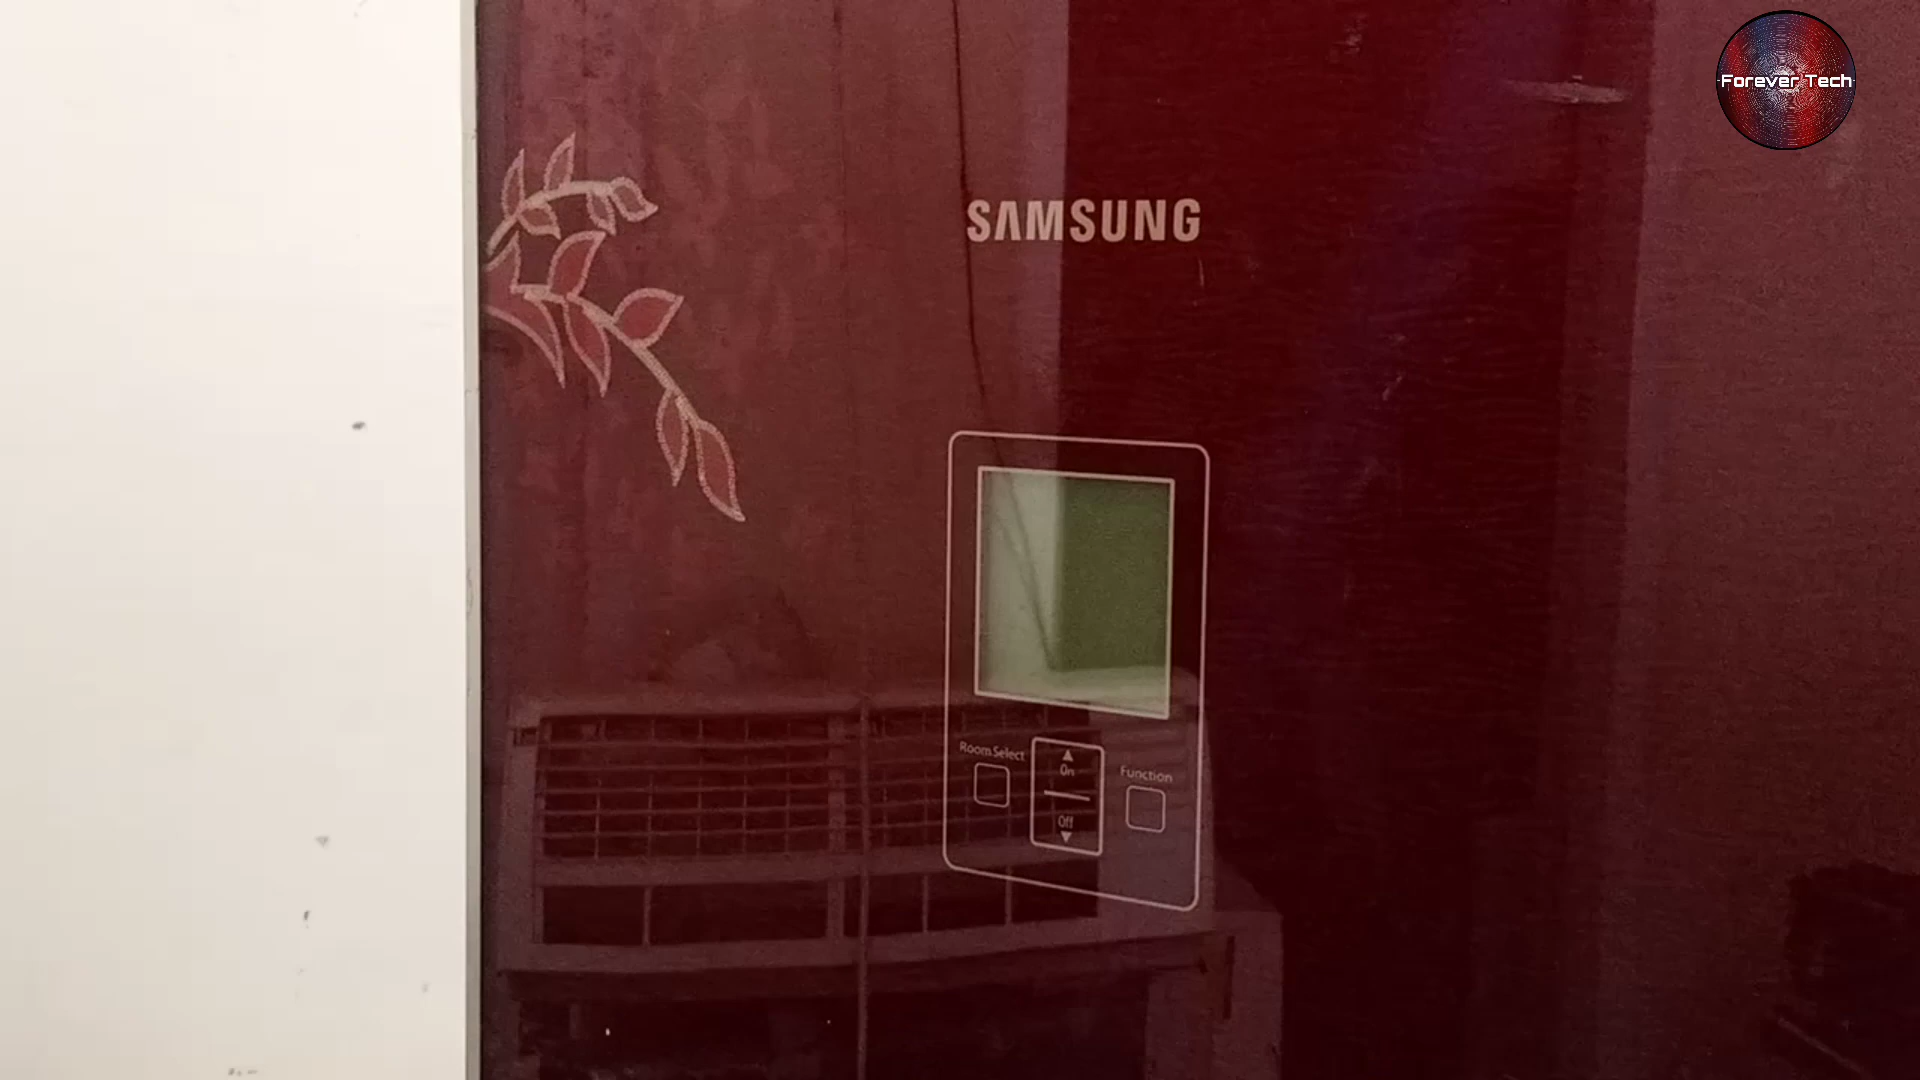 Forever Tech
SAMSUNG
Room Select
On
Off
Function